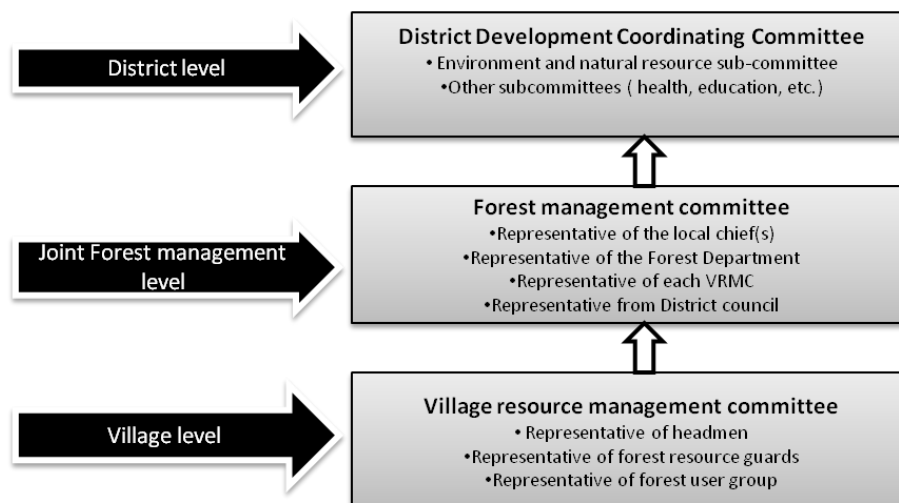 District level
District Development Coordinating Committee
• Environment and natural resource sub-committee
•Other subcommittees ( health, education, etc.)
Joint Forest management
level
Forest management committee
•Representative of the local chief(s)
•Representative of the Forest Department
•Representative of each VRMC
•Representative from District council
Village level
Village resource management committee
• Representative of headmen
•Representative of forest resource guards
•Representative of forest user group